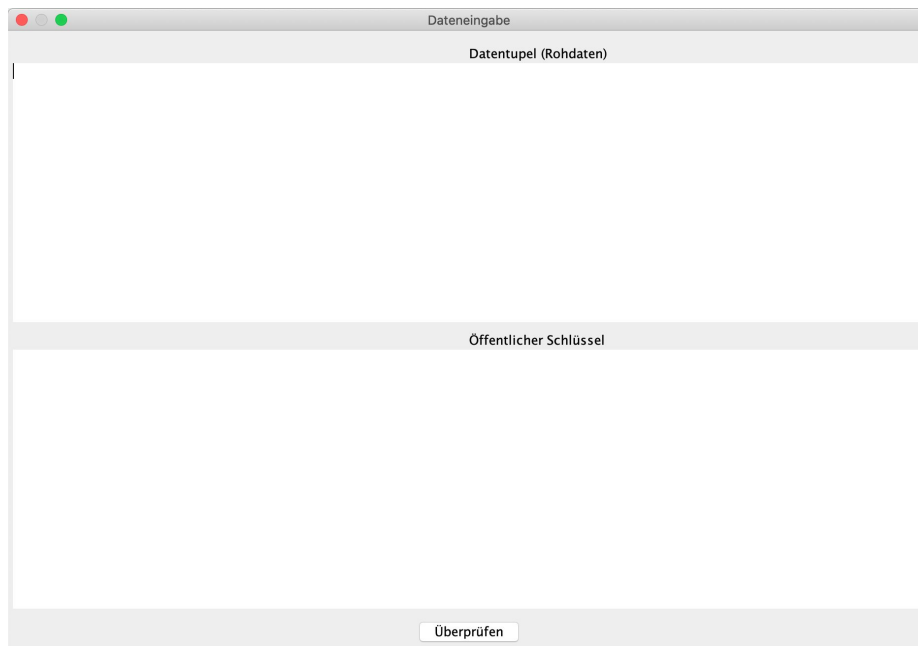 Dateneingabe
Datentupel (Rohdaten)
Öffentlicher Schlüssel
Überprüfen